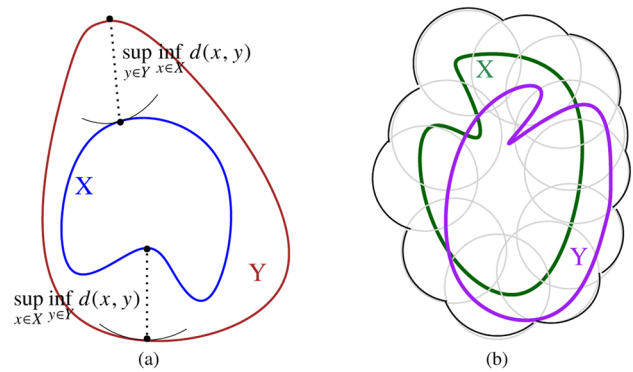 sup inf d(x, y)
y∈Y x∈X
X
X
Y
Y
sup inf d(x, y)
x∈X y∈Y
(a)
(b)